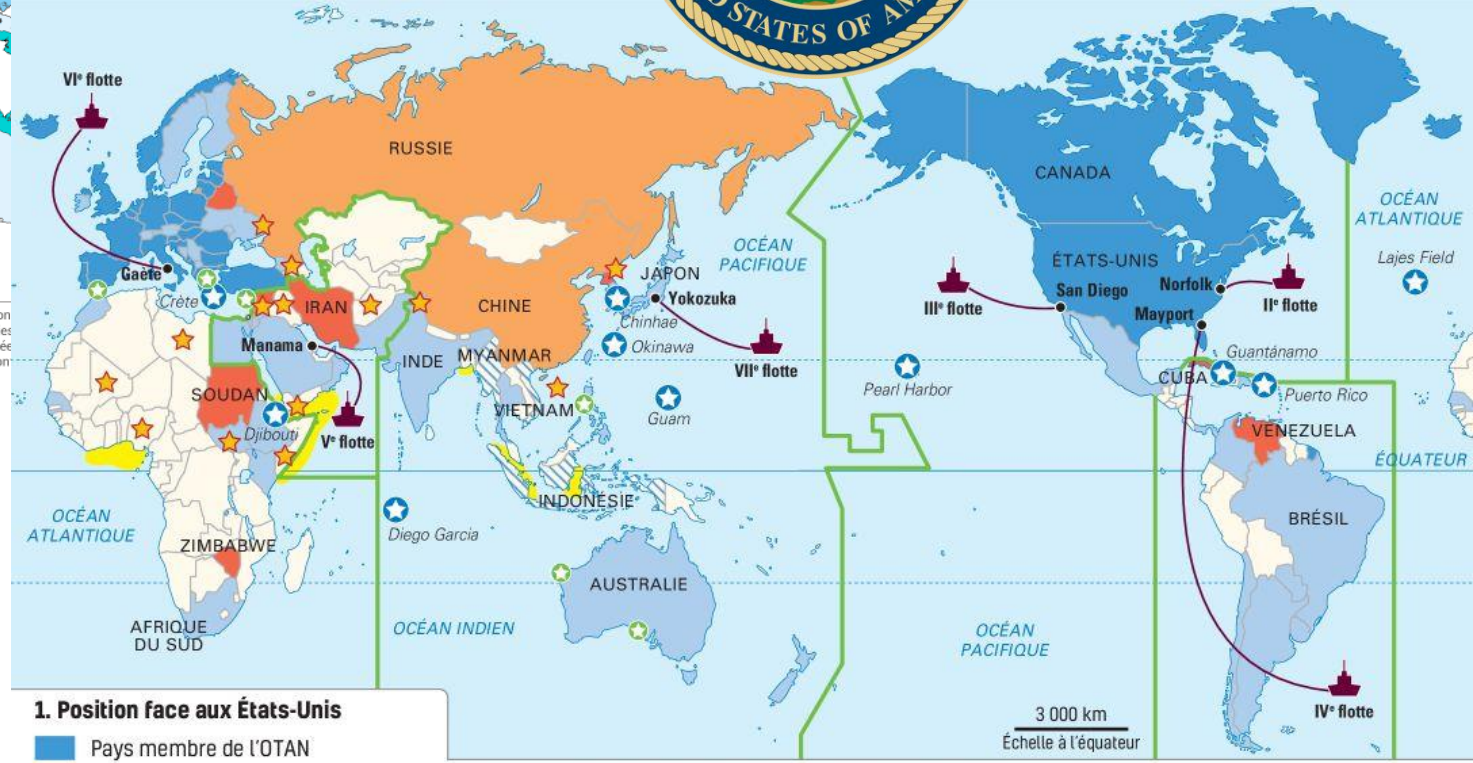 STATES OF
VIe flotte
RUSSIE
CANADA
OCÉAN
ATLANTIQUE
OCÉAN
PACIFIQUE
Lajes Field
Gaète
Crète
IRAN
CHINE
JAPON
Yokozuka
Chinhae
Okinawa
VIIe flotte
ÉTATS-UNIS
San Diego
IIIe flotte
Norfolk
IIe flotte
Mayport
Manama
INDE
MYANMAR
Pearl Harbor
Guantánamo
CUBA
Puerto Rico
SOUDAN
Djibouti
Ve flotte
VIETNAM
Guam
VENEZUELA
ÉQUATEUR
INDONÉSIE
OCÉAN
ATLANTIQUE
Diego Garcia
BRÉSIL
ZIMBABWE
AUSTRALIE
AFRIQUE
DU SUD
OCÉAN INDIEN
OCÉAN
PACIFIQUE
IVe flotte
3 000 km
Échelle à l'équateur
1. Position face aux États-Unis
Pays membre de l'OTAN